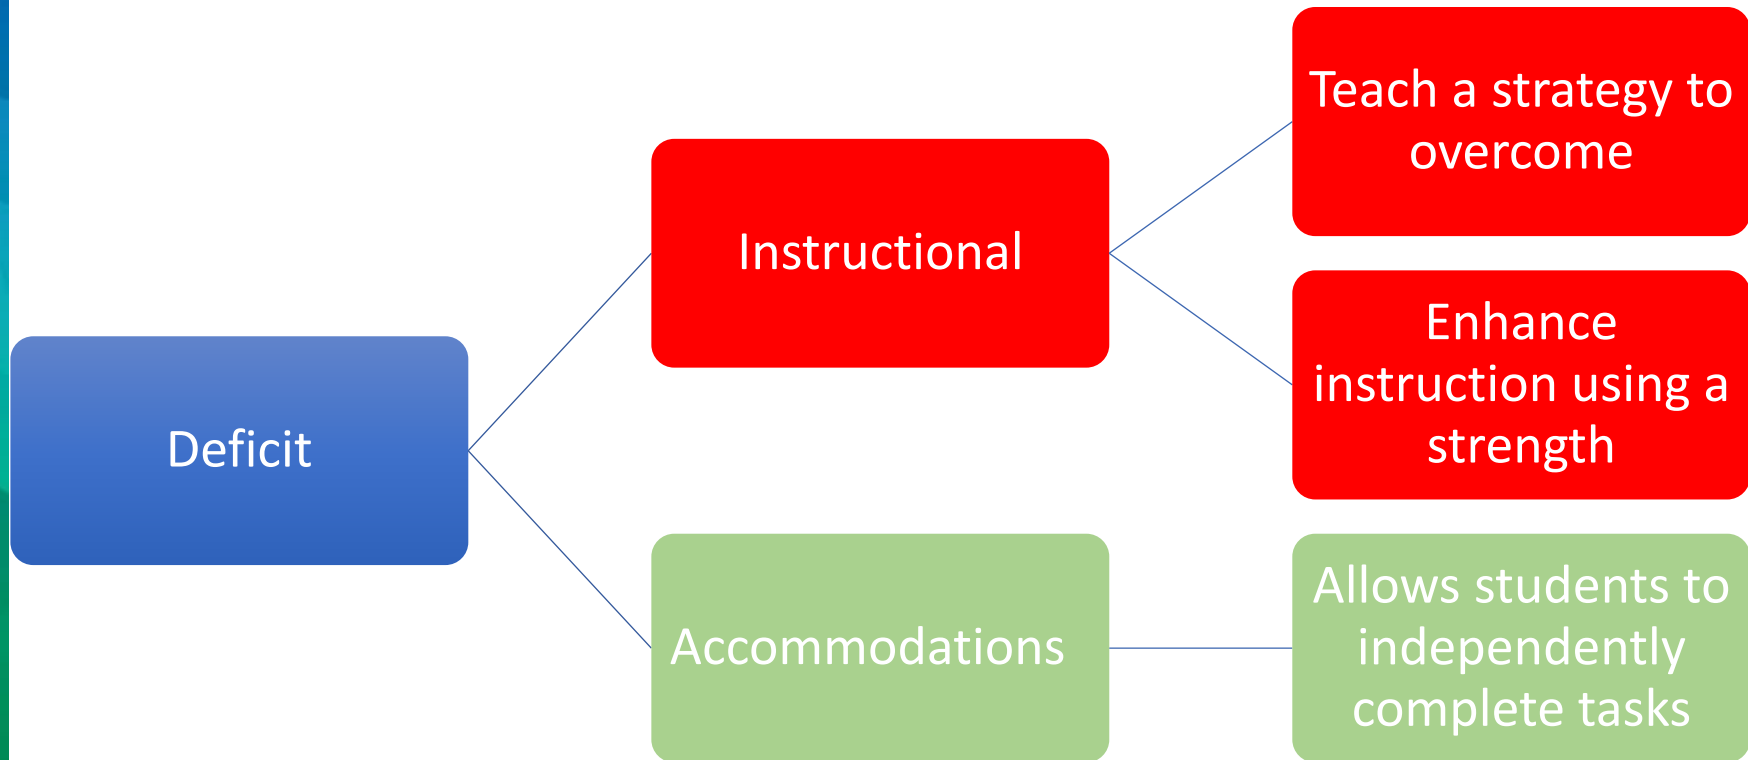 Deficit
Instructional
Teach a strategy to
overcome
Enhance
instruction using a
strength
Accommodations
Allows students to
independently
complete tasks